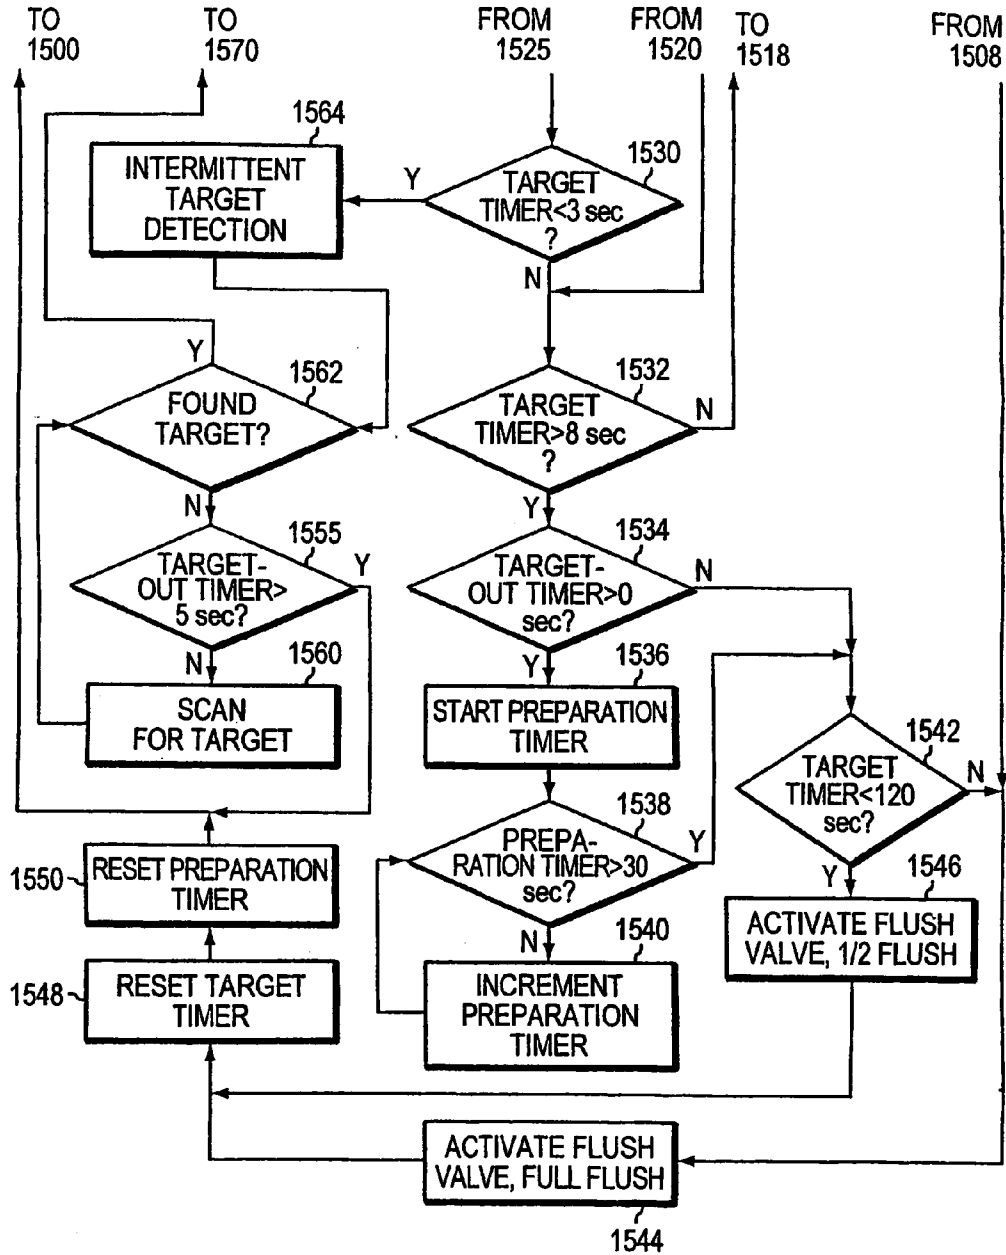 TO
1500
TO
1570
FROM
1525
FROM
1520
TO
1518
FROM
1508
1564
INTERMITTENT
TARGET
DETECTION
Y
1530
TARGET
TIMER<3 sec
?
N
Y
1562
FOUND
TARGET?
N
1532
TARGET
TIMER>8 sec
?
N
Y
1555
TARGET-
OUT TIMER>
5 sec?
Y
N
1534
TARGET-
OUT TIMER>0
sec?
N
Y
1560
SCAN
FOR TARGET
1536
START PREPARATION
TIMER
1542
TARGET
TIMER<120
sec?
N
Y
1538
PREPA-
RATION TIMER>30
sec?
Y
N
1550
RESET PREPARATION
TIMER
1546
ACTIVATE FLUSH
VALVE, 1/2 FLUSH
1540
INCREMENT
PREPARATION
TIMER
1548
RESET TARGET
TIMER
ACTIVATE FLUSH
VALVE, FULL FLUSH
1544